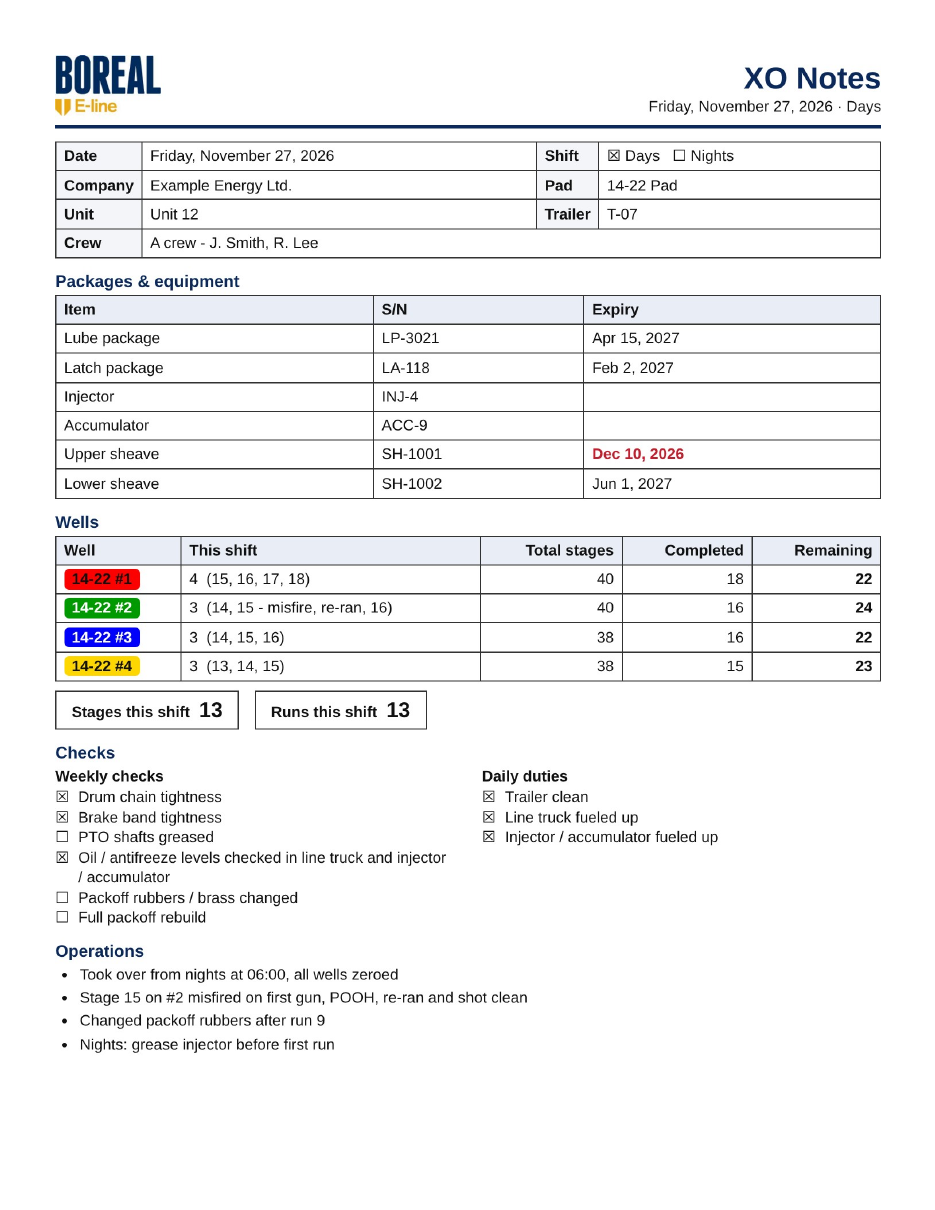 BOREAL
E-line
XO Notes
Friday, November 27, 2026 · Days
Date Friday, November 27, 2026 Shift ☒ Days ☐ Nights
Company Example Energy Ltd. Pad 14-22 Pad
Unit Unit 12 Trailer T-07
Crew A crew - J. Smith, R. Lee
Packages & equipment
Item S/N Expiry
Lube package LP-3021 Apr 15, 2027
Latch package LA-118 Feb 2, 2027
Injector INJ-4
Accumulator ACC-9
Upper sheave SH-1001 Dec 10, 2026
Lower sheave SH-1002 Jun 1, 2027
Wells
Well This shift Total stages Completed Remaining
14-22 #1 4 (15, 16, 17, 18) 40 18 22
14-22 #2 3 (14, 15 - misfire, re-ran, 16) 40 16 24
14-22 #3 3 (14, 15, 16) 38 16 22
14-22 #4 3 (13, 14, 15) 38 15 23
Stages this shift 13 Runs this shift 13
Checks
Weekly checks
☒ Drum chain tightness
☒ Brake band tightness
☐ PTO shafts greased
☒ Oil / antifreeze levels checked in line truck and injector
/ accumulator
☐ Packoff rubbers / brass changed
☐ Full packoff rebuild
Daily duties
☒ Trailer clean
☒ Line truck fueled up
☒ Injector / accumulator fueled up
Operations
• Took over from nights at 06:00, all wells zeroed
• Stage 15 on #2 misfired on first gun, POOH, re-ran and shot clean
• Changed packoff rubbers after run 9
• Nights: grease injector before first run